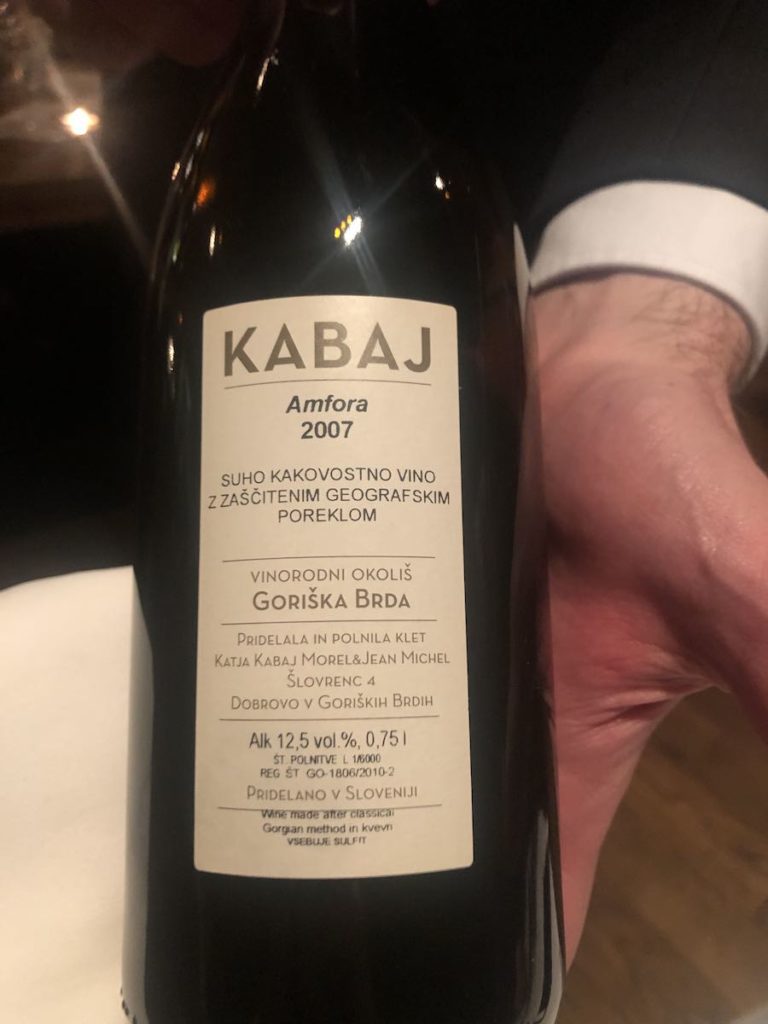 KABAJ
Amfora
2007
SUHO KAKOVOSTNO VINO
Z ZAŠČITENIM GEOGRAFSKIM
POREKLOM
VINORODNI OKOLIŠ
GORIŠKA BRDA
PRIDELALA IN POLNILA KLET
KATJA KABAJ MOREL&JEAN MICHEL
ŠLOVRENC 4
DOBROVO V GORIŠKIH BRDIH
Alk 12,5 vol.%, 0,75 l
ŠT. POLNITVE L 1/6000
REG ŠT GO-1806/2010-2
PRIDELANO V SLOVENIJI
Wine made after classical
Gorgian method in kvevri
VSEBUJE SULFIT